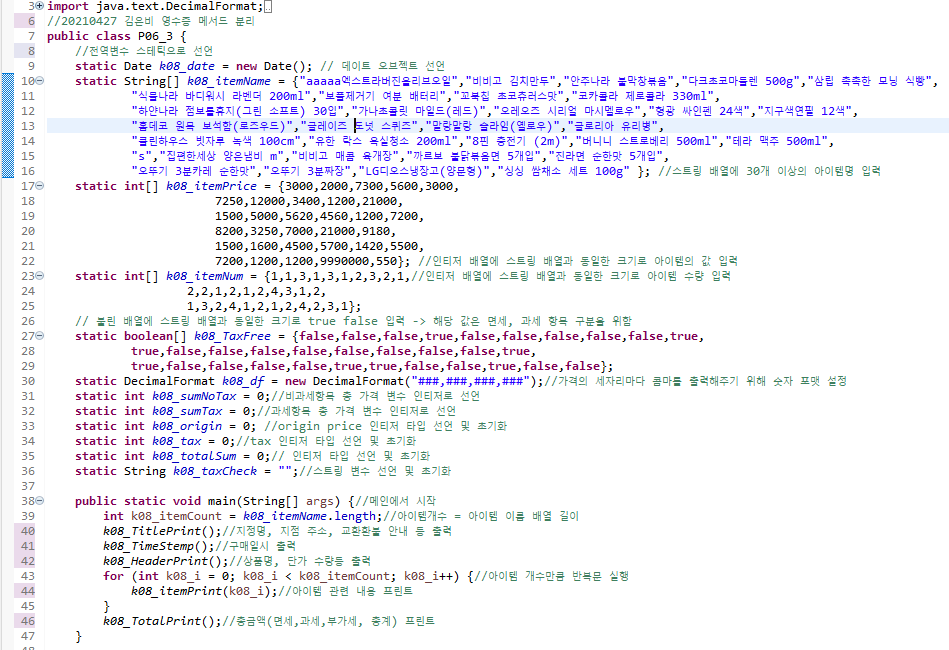 3 import java.text.DecimalFormat;
6 //20210427 김은비 영수증 메서드 분리
7 public class P06_3 {
8 //전역변수 스테틱으로 선언
9 static Date k08_date = new Date(); // 데이트 오브젝트 선언
10 static String[] k08_itemName = {"aaaaa엑스트라버진올리브오일","비비고 김치만두","안주나라 불막창볶음","다크초코마들렌 500g","삼립 촉촉한 모닝 식빵",
11 "식물나라 바디워시 라벤더 200ml","보풀제거기 여분 배터리","꼬북칩 초코츄러스맛","코카콜라 제로콜라 330ml",
12 "하얀나라 점보롤휴지(그린 소프트) 30입","가나초콜릿 마일드(레드)","오레오즈 시리얼 마시멜로우","형광 싸인펜 24색","지구색연필 12색",
13 "홈데코 원목 보석함(로즈우드)","글레이즈 도넛 스퀴즈","말랑말랑 슬라임(옐로우)","글로리아 유리병",
14 "클린하우스 빗자루 녹색 100cm","유한 락스 욕실청소 200ml","8핀 충전기 (2m)","버니니 스트로베리 500ml","테라 맥주 500ml",
15 "s","집편한세상 양은냄비 m","비비고 매콤 육개장","까르보 불닭볶음면 5개입","진라면 순한맛 5개입",
16 "오뚜기 3분카레 순한맛","오뚜기 3분짜장","LG디오스냉장고(양문형)","싱싱 쌈채소 세트 100g" }; //스트링 배열에 30개 이상의 아이템명 입력
17 static int[] k08_itemPrice = {3000,2000,7300,5600,3000,
18 7250,12000,3400,1200,21000,
19 1500,5000,5620,4560,1200,7200,
20 8200,3250,7000,21000,9180,
21 1500,1600,4500,5700,1420,5500,
22 7200,1200,1200,9990000,550}; //인티저 배열에 스트링 배열과 동일한 크기로 아이템의 값 입력
23 static int[] k08_itemNum = {1,1,3,1,3,1,2,3,2,1,//인티저 배열에 스트링 배열과 동일한 크기로 아이템 수량 입력
24 2,2,1,2,1,2,4,3,1,2,
25 1,3,2,4,1,2,1,2,4,2,3,1};
26 // 불린 배열에 스트링 배열과 동일한 크기로 true false 입력 -> 해당 값은 면세, 과세 항목 구분을 위함
27 static boolean[] k08_TaxFree = {false,false,false,true,false,false,false,false,false,true,
28 true,false,false,false,false,false,false,false,false,true,
29 true,false,false,false,false,true,true,false,false,true,false,false};
30 static DecimalFormat k08_df = new DecimalFormat("###,###,###,###");//가격의 세자리마다 콤마를 출력해주기 위해 숫자 포맷 설정
31 static int k08_sumNoTax = 0;//비과세항목 총 가격 변수 인티저로 선언
32 static int k08_sumTax = 0;//과세항목 총 가격 변수 인티저로 선언
33 static int k08_origin = 0; //origin price 인티저 타입 선언 및 초기화
34 static int k08_tax = 0;//tax 인티저 타입 선언 및 초기화
35 static int k08_totalSum = 0;// 인티저 타입 선언 및 초기화
36 static String k08_taxCheck = "";//스트링 변수 선언 및 초기화
37
38 public static void main(String[] args) {//메인에서 시작
39 int k08_itemCount = k08_itemName.length;//아이템개수 = 아이템 이름 배열 길이
40 k08_TitlePrint();//지점명, 지점 주소, 교환환불 안내 등 출력
41 k08_TimeStemp();//구매일시 출력
42 k08_HeaderPrint();//상품명, 단가 수량등 출력
43 for (int k08_i = 0; k08_i < k08_itemCount; k08_i++) {//아이템 개수만큼 반복문 실행
44 k08_itemPrint(k08_i);//아이템 관련 내용 프린트
45 }
46 k08_TotalPrint();//총금액(면세,과세,부가세, 총계) 프린트
47 }